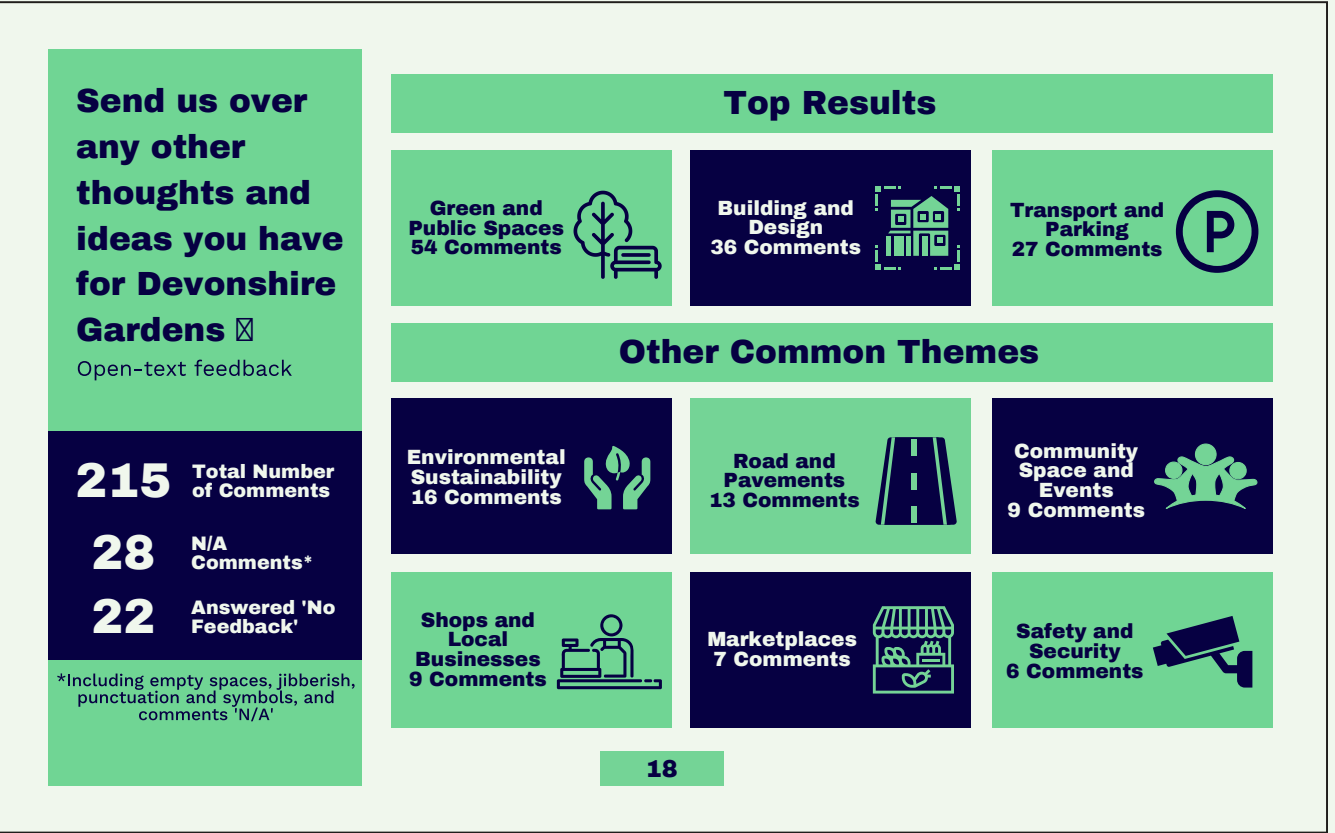 Send us over
any other
thoughts and
ideas you have
for Devonshire
Gardens
Open-text feedback
215
Total Number
of Comments
28
N/A
Comments*
22
Answered 'No
Feedback'
*Including empty spaces, jibberish,
punctuation and symbols, and
comments 'N/A'
Top Results
Green and
Public Spaces
54 Comments
Building and
Design
36 Comments
Transport and
Parking
27 Comments
P
Other Common Themes
Environmental
Sustainability
16 Comments
Road and
Pavements
13 Comments
Community
Space and
Events
9 Comments
Shops and
Local
Businesses
9 Comments
Marketplaces
7 Comments
Safety and
Security
6 Comments
18